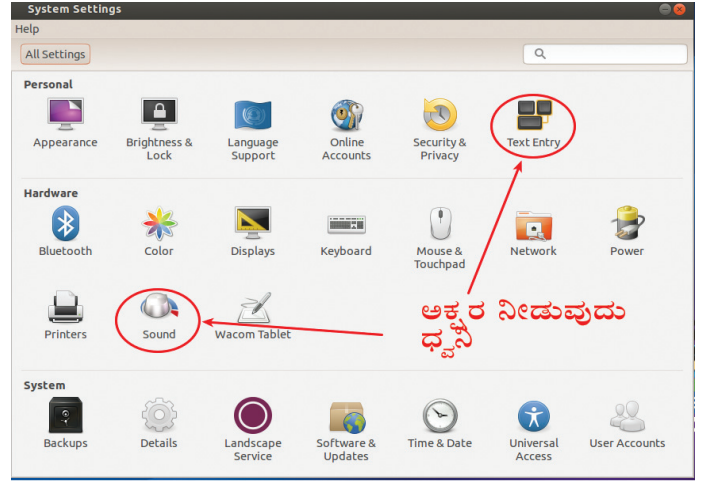 System Settings
Help
All Settings
Personal
Appearance
Brightness &
Lock
Language
Support
Online
Accounts
Security &
Privacy
Text Entry
Hardware
Bluetooth
Color
Displays
Keyboard
Mouse &
Touchpad
Network
Power
Printers
Sound
Wacom Tablet
ಅಕ್ಷರ ನೀಡುವುದು
ಧ್ವನಿ
System
Backups
Details
Landscape
Service
Software &
Updates
Time & Date
Universal
Access
User Accounts